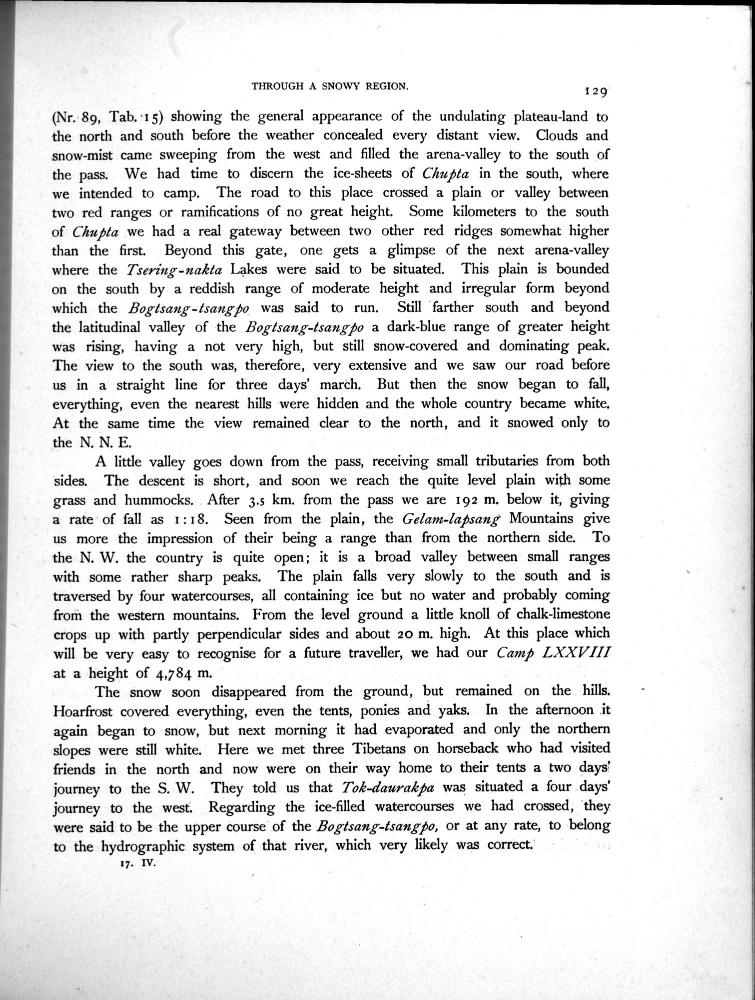 THROUGH A SNOWY REGION.
129
(Nr. 89, Tab. 15) showing the general appearance of the undulating plateau-land to
the north and south before the weather concealed every distant view. Clouds and
snow-mist came sweeping from the west and filled the arena-valley to the south of
the pass. We had time to discern the ice-sheets of Chupta in the south, where
we intended to camp. The road to this place crossed a plain or valley between
two red ranges or ramifications of no great height. Some kilometers to the south
of Chupta we had a real gateway between two other red ridges somewhat higher
than the first. Beyond this gate, one gets a glimpse of the next arena-valley
where the Tsering-nakta Lakes were said to be situated. This plain is bounded
on the south by a reddish range of moderate height and irregular form beyond
which the Bogtsang-tsangpo was said to run. Still farther south and beyond
the latitudinal valley of the Bogtsang-tsangpo a dark-blue range of greater height
was rising, having a not very high, but still snow-covered and dominating peak.
The view to the south was, therefore, very extensive and we saw our road before
us in a straight line for three days' march. But then the snow began to fall,
everything, even the nearest hills were hidden and the whole country became white.
At the same time the view remained clear to the north, and it snowed only to
the N. N. E.
A little valley goes down from the pass, receiving small tributaries from both
sides. The descent is short, and soon we reach the quite level plain with some
grass and hummocks. After 3.5 km. from the pass we are 192 m. below it, giving
a rate of fall as 1:18. Seen from the plain, the Gelam-lapsang Mountains give
us more the impression of their being a range than from the northern side. To
the N. W. the country is quite open; it is a broad valley between small ranges
with some rather sharp peaks. The plain falls very slowly to the south and is
traversed by four watercourses, all containing ice but no water and probably coming
from the western mountains. From the level ground a little knoll of chalk-limestone
crops up with partly perpendicular sides and about 20 m. high. At this place which
will be very easy to recognise for a future traveller, we had our Camp LXXVIII
at a height of 4,784 m.
The snow soon disappeared from the ground, but remained on the hills.
Hoarfrost covered everything, even the tents, ponies and yaks. In the afternoon it
again began to snow, but next morning it had evaporated and only the northern
slopes were still white. Here we met three Tibetans on horseback who had visited
friends in the north and now were on their way home to their tents a two days'
journey to the S. W. They told us that Tok-daurakpa was situated a four days'
journey to the west. Regarding the ice-filled watercourses we had crossed, they
were said to be the upper course of the Bogtsang-tsangpo, or at any rate, to belong
to the hydrographic system of that river, which very likely was correct.
17. IV.